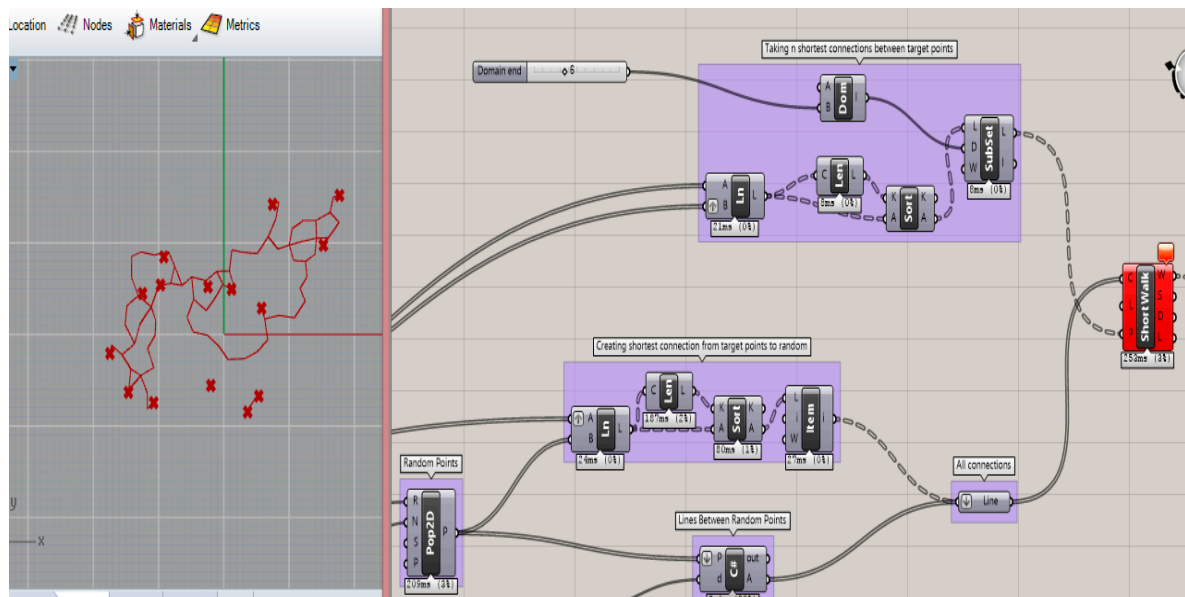 Location Nodes Materials Metrics
Taking n shortest connections between target points
Domain end 6
A
B
Dom
I
L
D
W
SubSet
L
I
8ms (0%)
A
B
Ln
L
21ms (0%)
C
Len
L
8ms (0%)
K
A
Sort
K
A
C
L
P
ShortWalk
W
S
D
L
253ms (3%)
Creating shortest connection from target points to random
C
Len
L
187ms (2%)
A
B
Ln
L
24ms (0%)
K
A
Sort
K
A
80ms (1%)
L
i
W
Item
i
27ms (0%)
Random Points
R
N
S
P
Pop2D
P
209ms (3%)
All connections
Line
Lines Between Random Points
P
d
C#
out
A
y
x